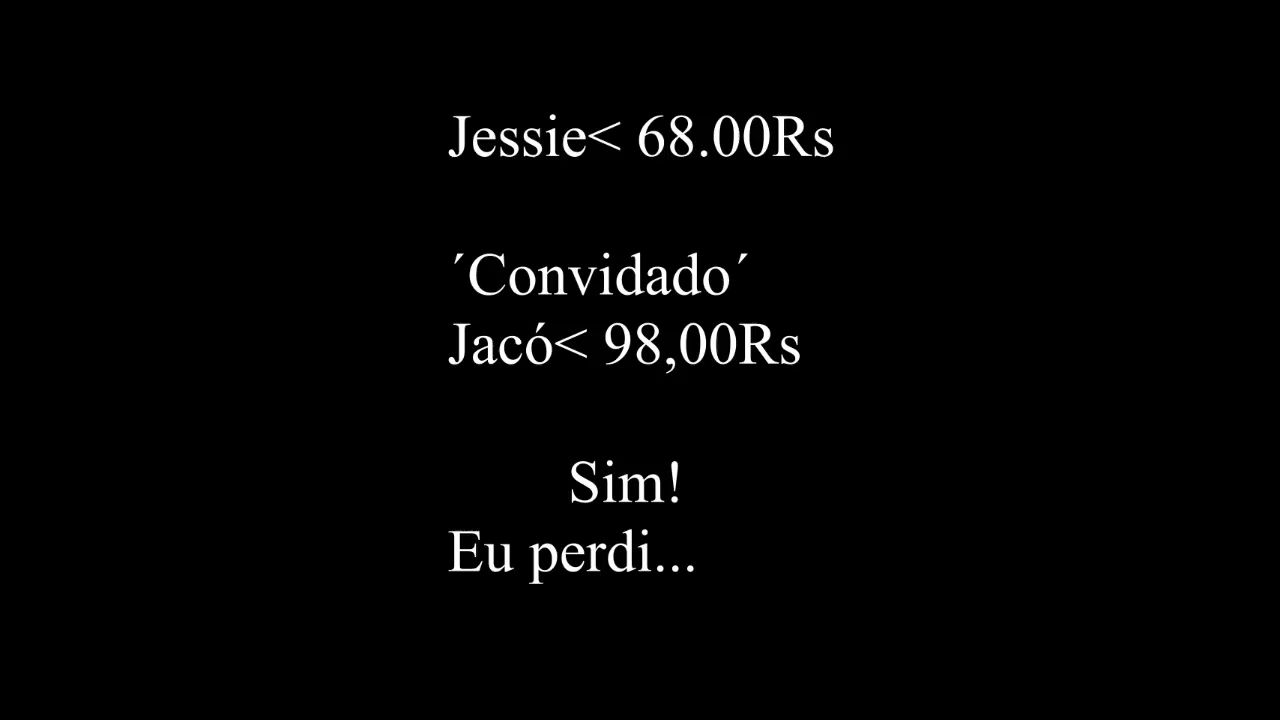 Jessie< 68.00Rs
´Convidado´
Jacó< 98,00Rs
Sim!
Eu perdi...